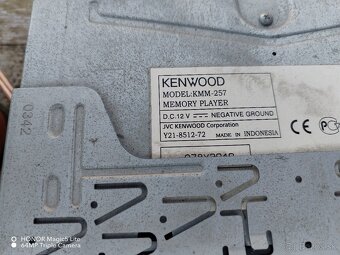 KENWOOD
MODEL:KMM-257
MEMORY PLAYER
D.C. 12 V NEGATIVE GROUND
JVC KENWOOD Corporation
Y21-8512-72 MADE IN INDONESIA
CE
0342
HONOR Magic5 Lite
64MP Triple Camera